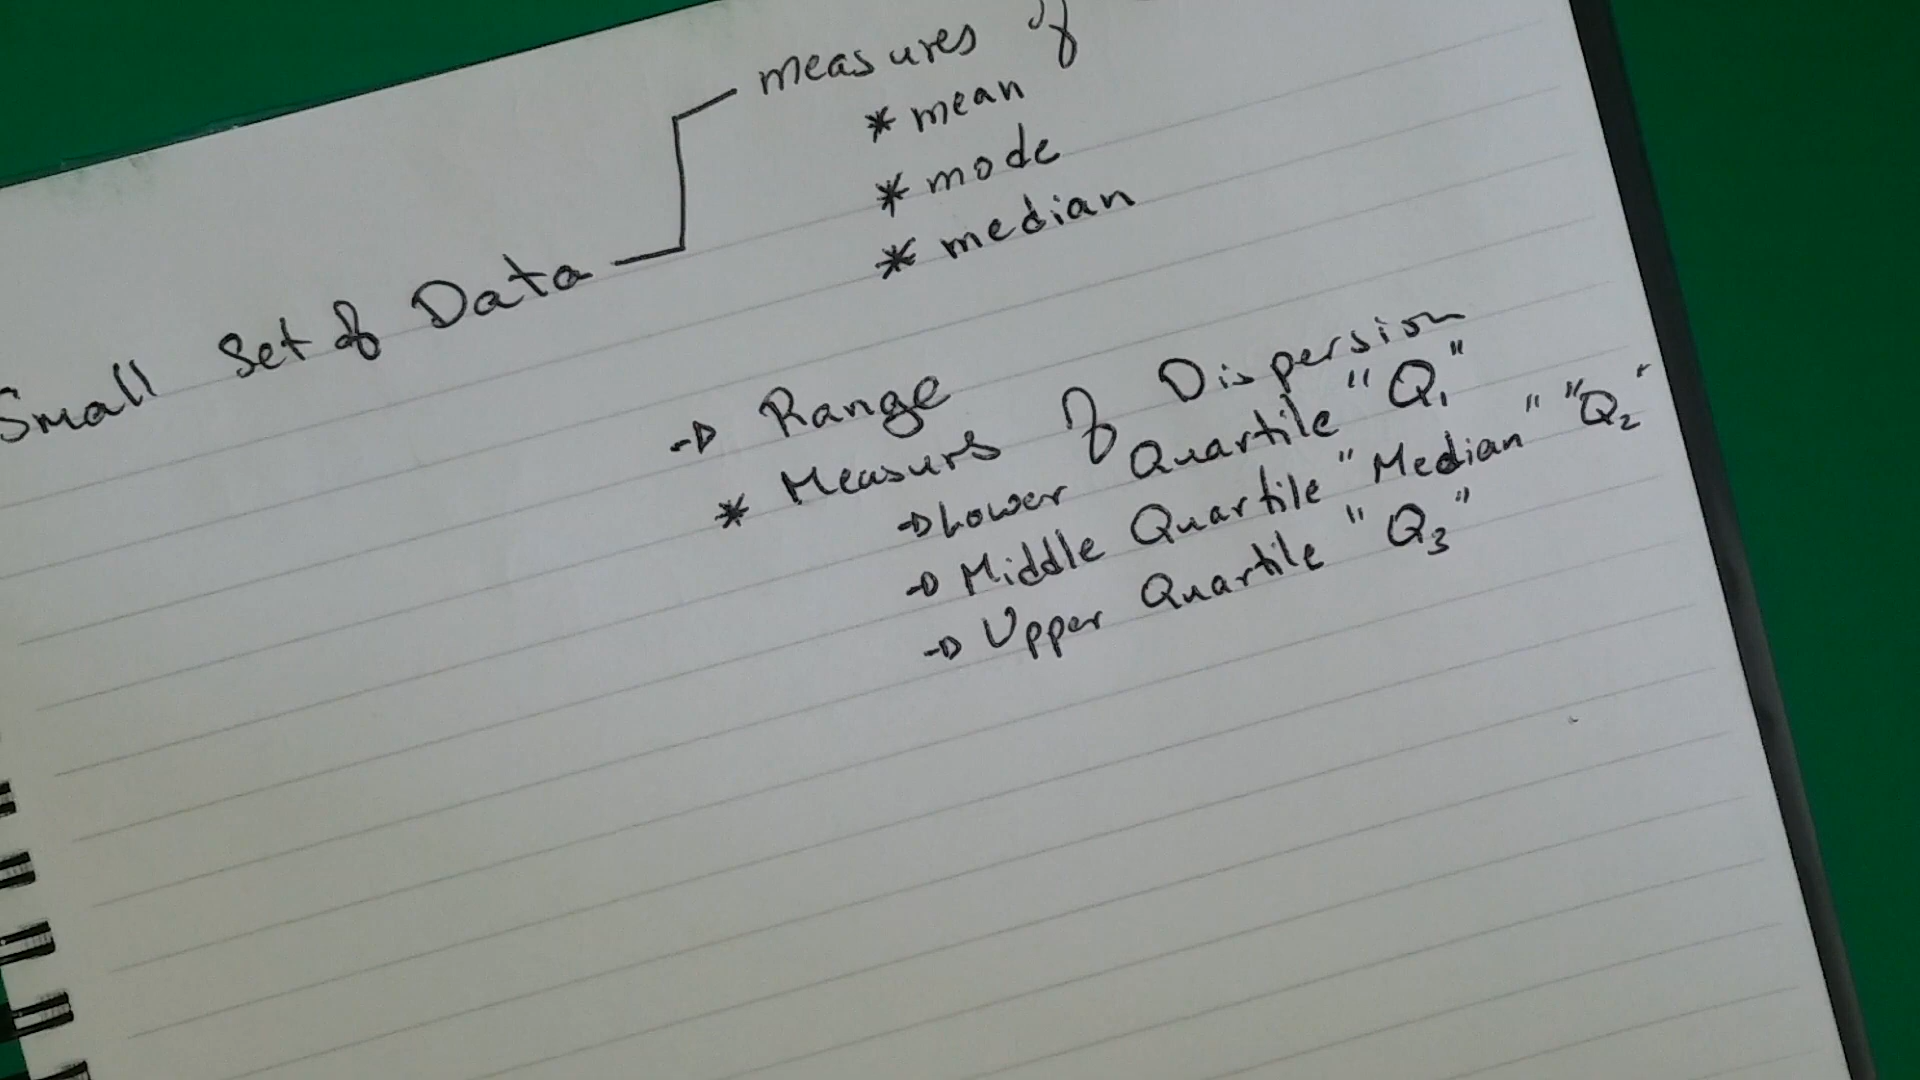 measures of
* mean
* mode
* median
Small Set of Data
→ Range
* Measurs of Dispersion
→ Lower Quartile "Q1"
→ Middle Quartile "Median" "Q2"
→ Upper Quartile "Q3"